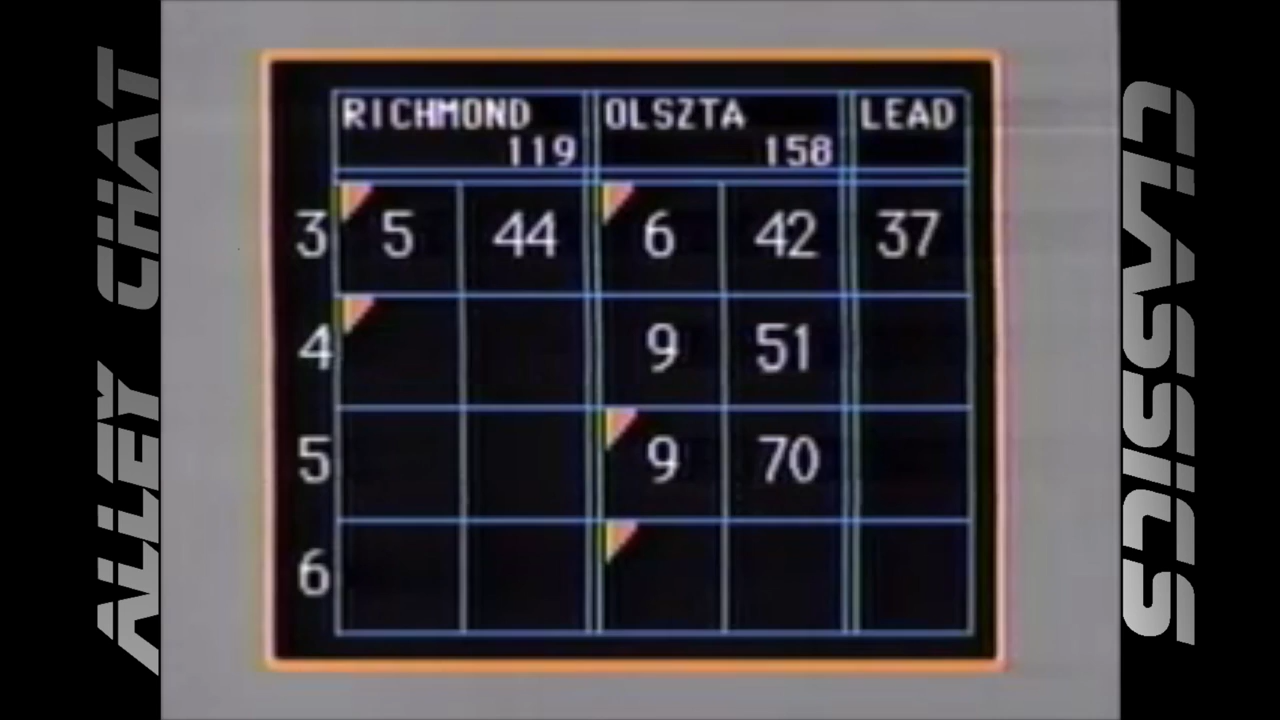 ALLEY CHAT
RICHMOND OLSZTA LEAD
119 158
3 5 44 6 42 37
4 9 51
5 9 70
6
CLASSICS